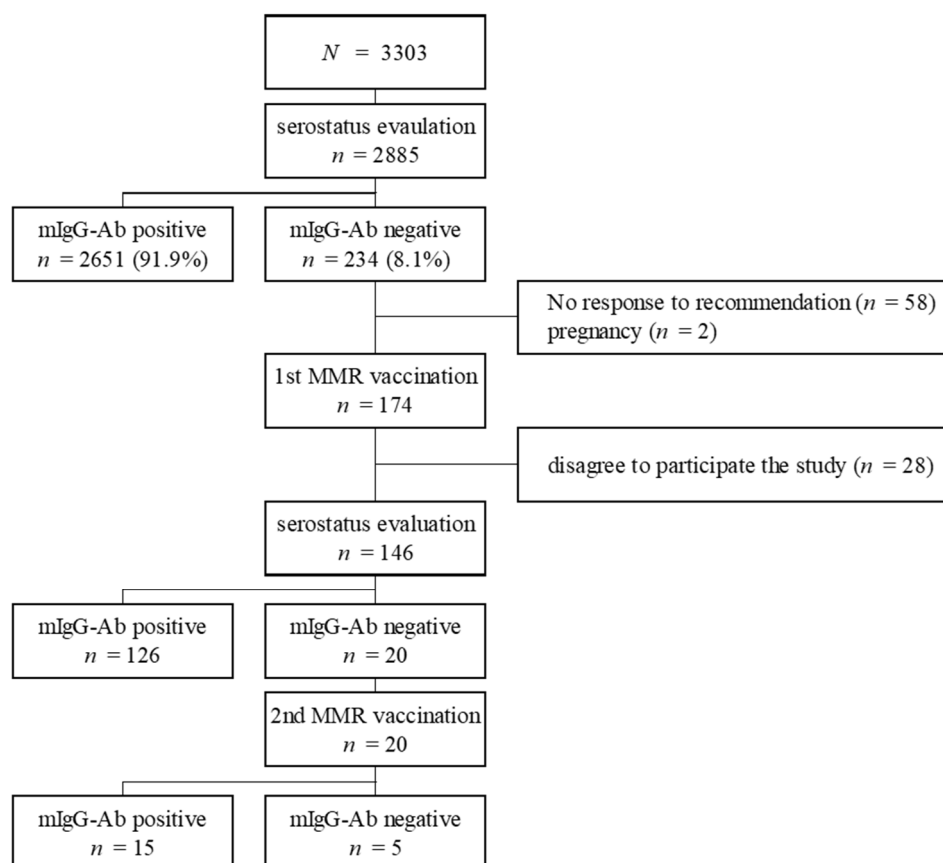 N = 3303
serostatus evaulation
n = 2885
mIgG-Ab positive
n = 2651 (91.9%)
mIgG-Ab negative
n = 234 (8.1%)
No response to recommendation (n = 58)
pregnancy (n = 2)
1st MMR vaccination
n = 174
disagree to participate the study (n = 28)
serostatus evaluation
n = 146
mIgG-Ab positive
n = 126
mIgG-Ab negative
n = 20
2nd MMR vaccination
n = 20
mIgG-Ab positive
n = 15
mIgG-Ab negative
n = 5